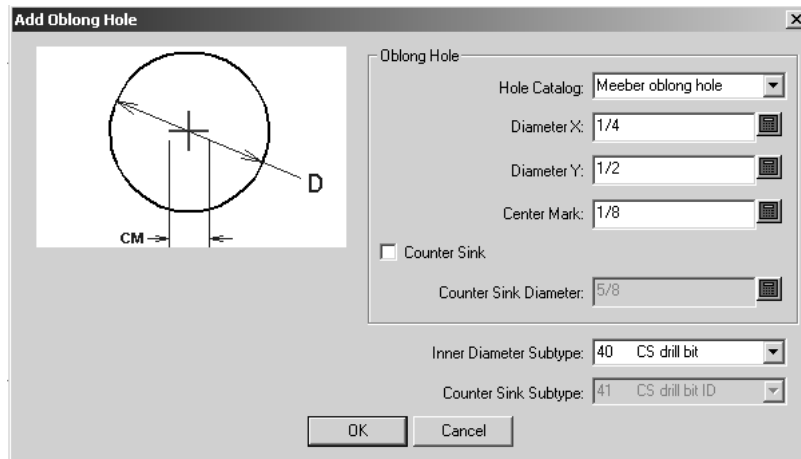 Add Oblong Hole
D
CM
Oblong Hole
Hole Catalog: Meeber oblong hole
Diameter X: 1/4
Diameter Y: 1/2
Center Mark: 1/8
Counter Sink
Counter Sink Diameter: 5/8
Inner Diameter Subtype: 40 CS drill bit
Counter Sink Subtype: 41 CS drill bit ID
OK Cancel